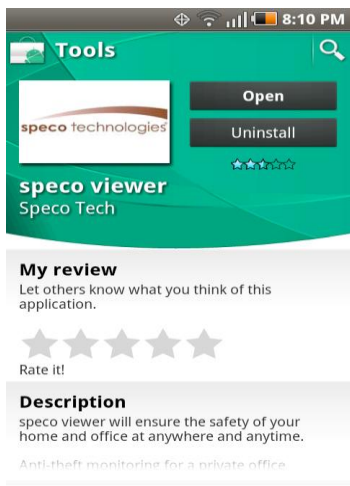 8:10 PM
Tools
speco technologies
Open
Uninstall
speco viewer
Speco Tech
My review
Let others know what you think of this
application.
Rate it!
Description
speco viewer will ensure the safety of your
home and office at anywhere and anytime.
Anti-theft monitoring for a private office